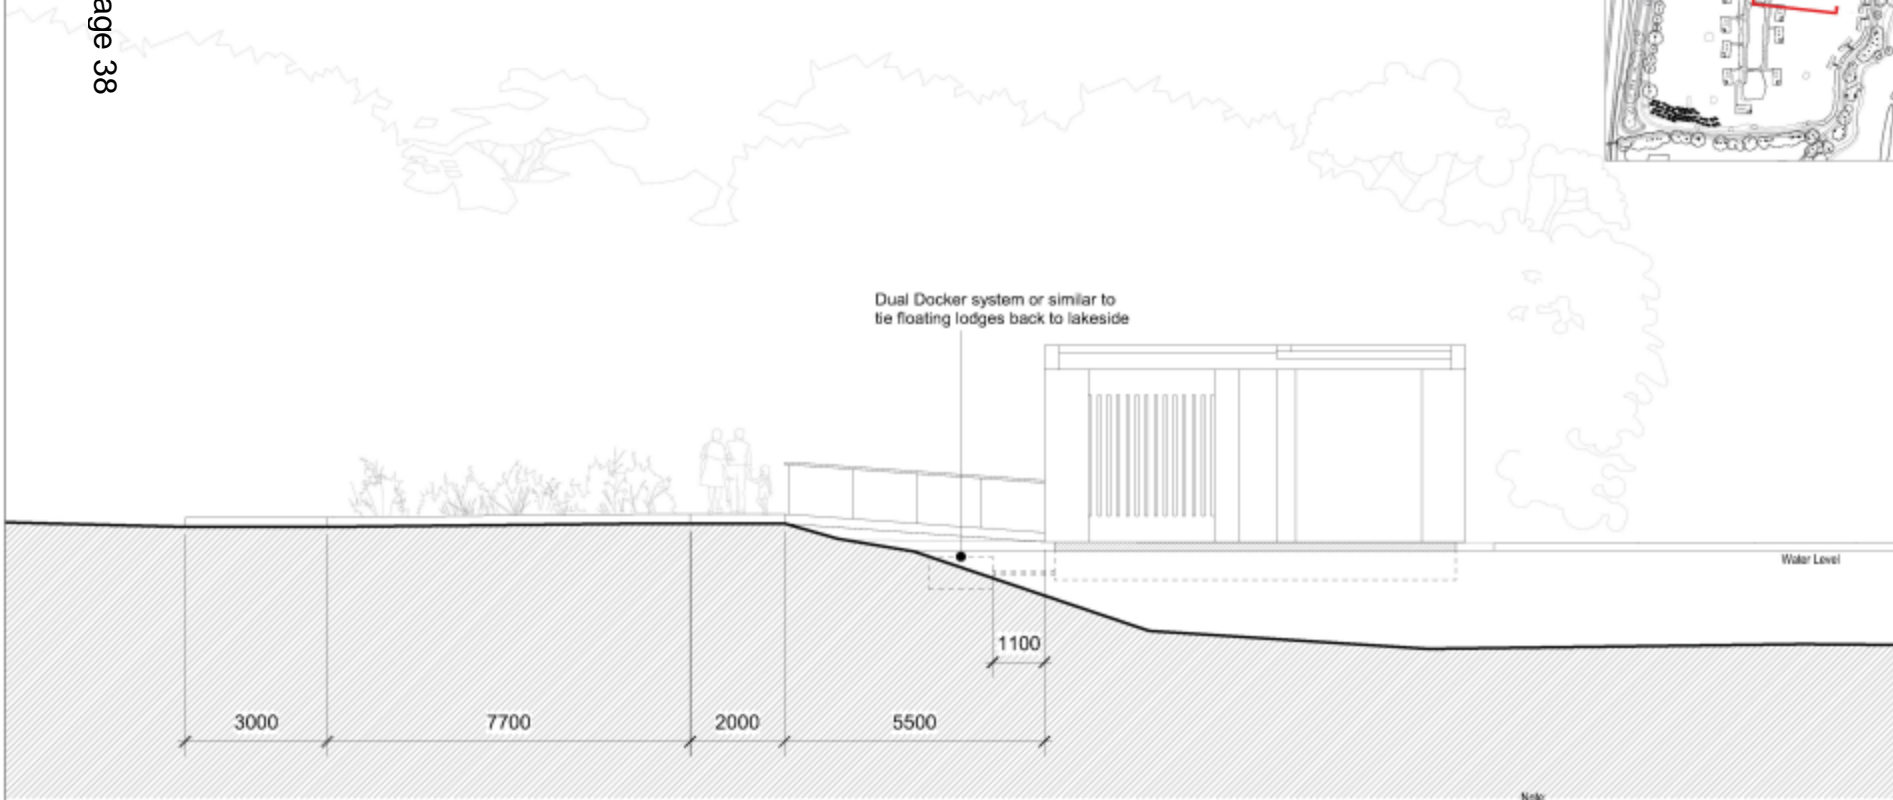 age 38
Dual Docker system or similar to
tie floating lodges back to lakeside
Water Level
1100
3000 7700 2000 5500
Note: